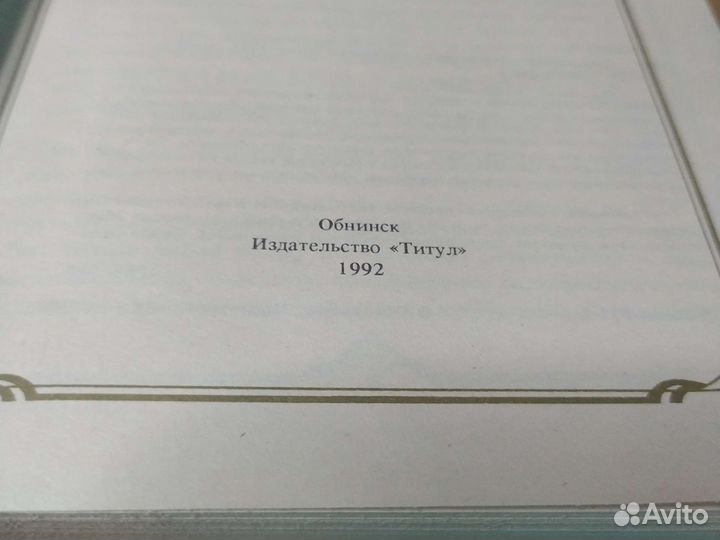 Обнинск
Издательство «Титул»
1992
Avito